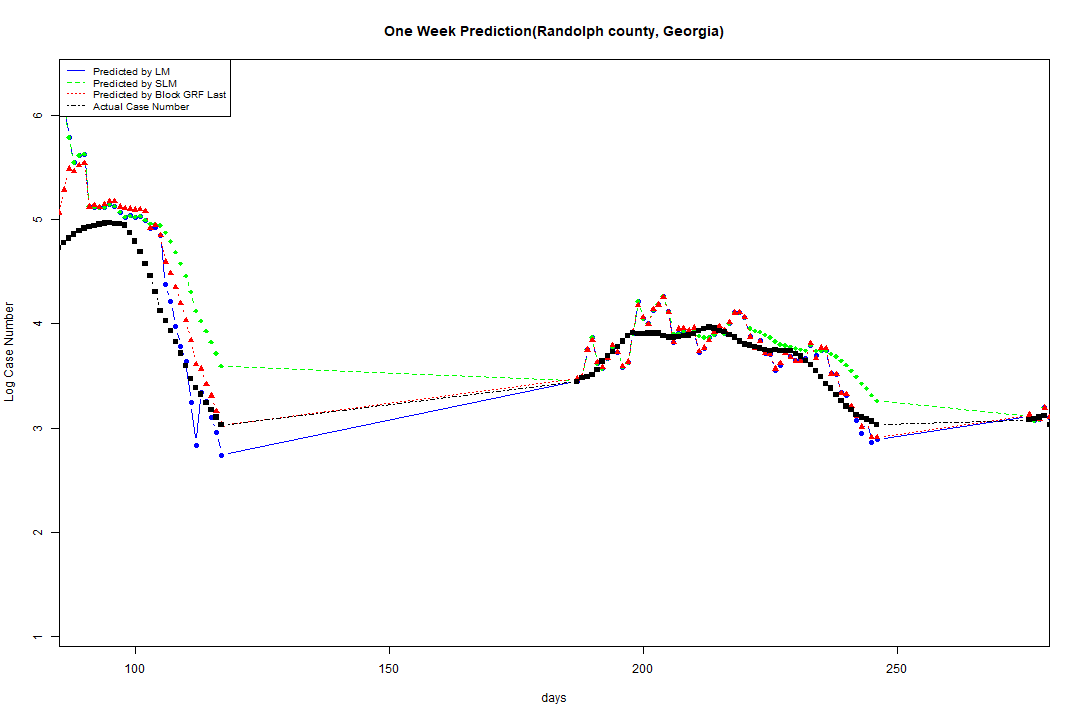 One Week Prediction(Randolph county, Georgia)
Predicted by LM
Predicted by SLM
Predicted by Block GRF Last
Actual Case Number
Log Case Number
6
5
4
3
2
1
100
150
200
250
days